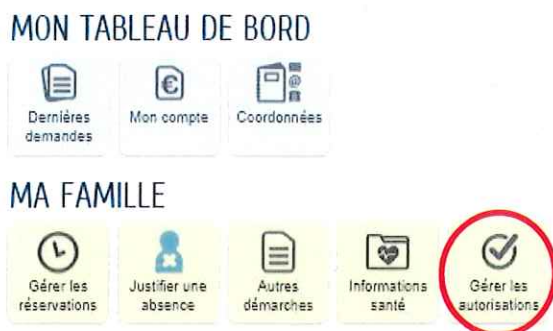 MON TABLEAU DE BORD
Dernières demandes
Mon compte
Coordonnées
MA FAMILLE
Gérer les réservations
Justifier une absence
Autres démarches
Informations santé
Gérer les autorisations